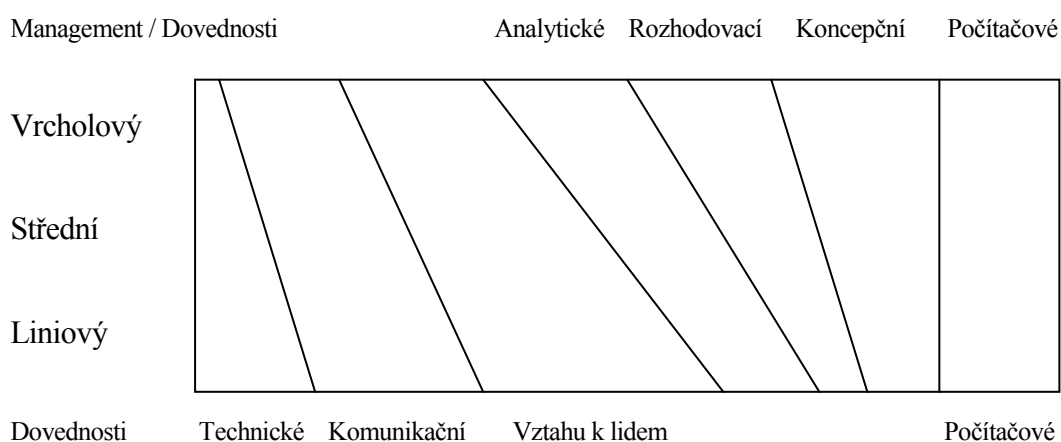 Management / Dovednosti Analytické Rozhodovací Koncepční Počítačové
Vrcholový
Střední
Liniový
Dovednosti Technické Komunikační Vztahu k lidem Počítačové